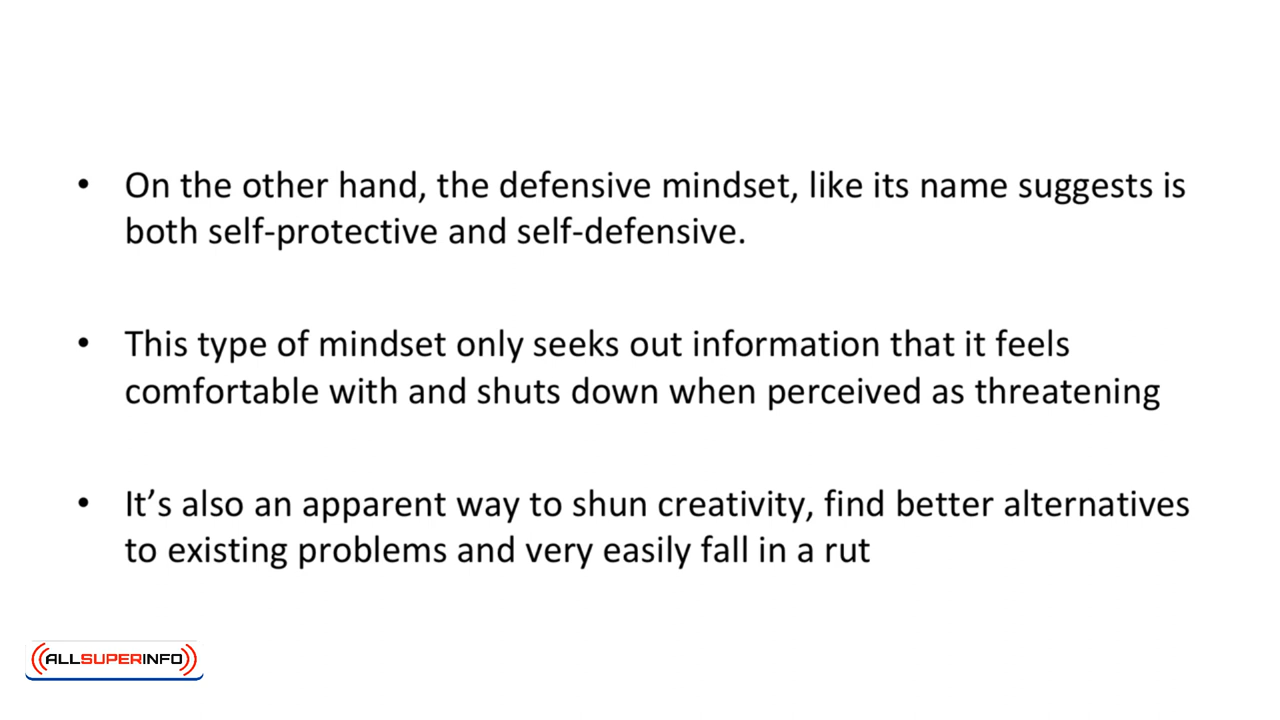 • On the other hand, the defensive mindset, like its name suggests is
both self-protective and self-defensive.
• This type of mindset only seeks out information that it feels
comfortable with and shuts down when perceived as threatening
• It’s also an apparent way to shun creativity, find better alternatives
to existing problems and very easily fall in a rut
ALLSUPERINFO